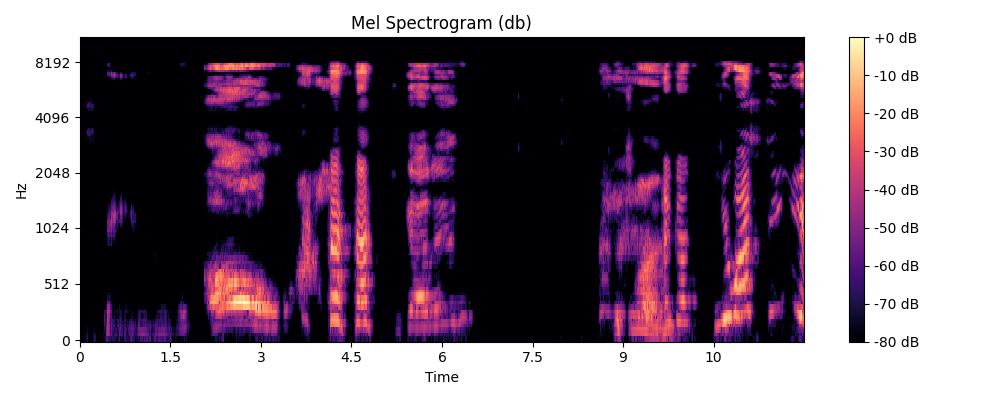 Mel Spectrogram (db)
Hz
8192
4096
2048
1024
512
0
0 1.5 3 4.5 6 7.5 9 10
Time
+0 dB
-10 dB
-20 dB
-30 dB
-40 dB
-50 dB
-60 dB
-70 dB
-80 dB